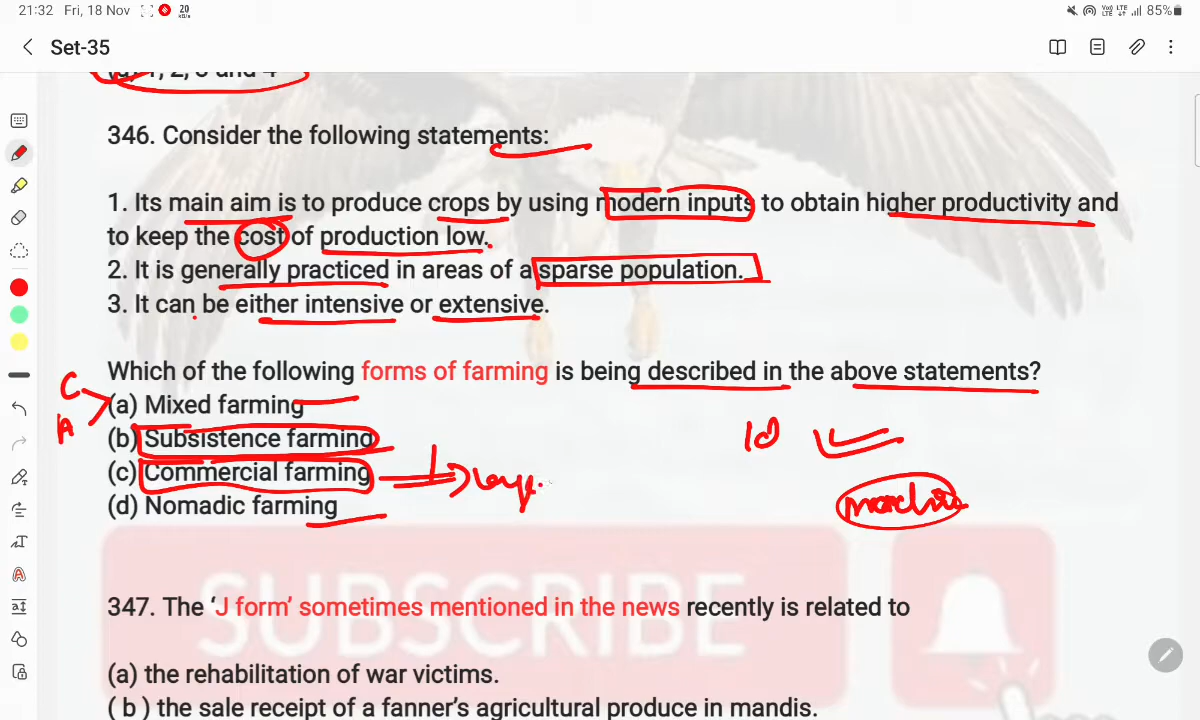 21:32 Fri, 18 Nov 20 KB/s Vo) LTE LTE 85%
Set-35
346. Consider the following statements:
1. Its main aim is to produce crops by using modern inputs to obtain higher productivity and
to keep the cost of production low.
2. It is generally practiced in areas of a sparse population.
3. It can be either intensive or extensive.
Which of the following forms of farming is being described in the above statements?
C
(a) Mixed farming
A
(b) Subsistence farming
(c) Commercial farming
(d) Nomadic farming
SUBSCRIBE
347. The ‘J form’ sometimes mentioned in the news recently is related to
(a) the rehabilitation of war victims.
( b ) the sale receipt of a fanner’s agricultural produce in mandis.